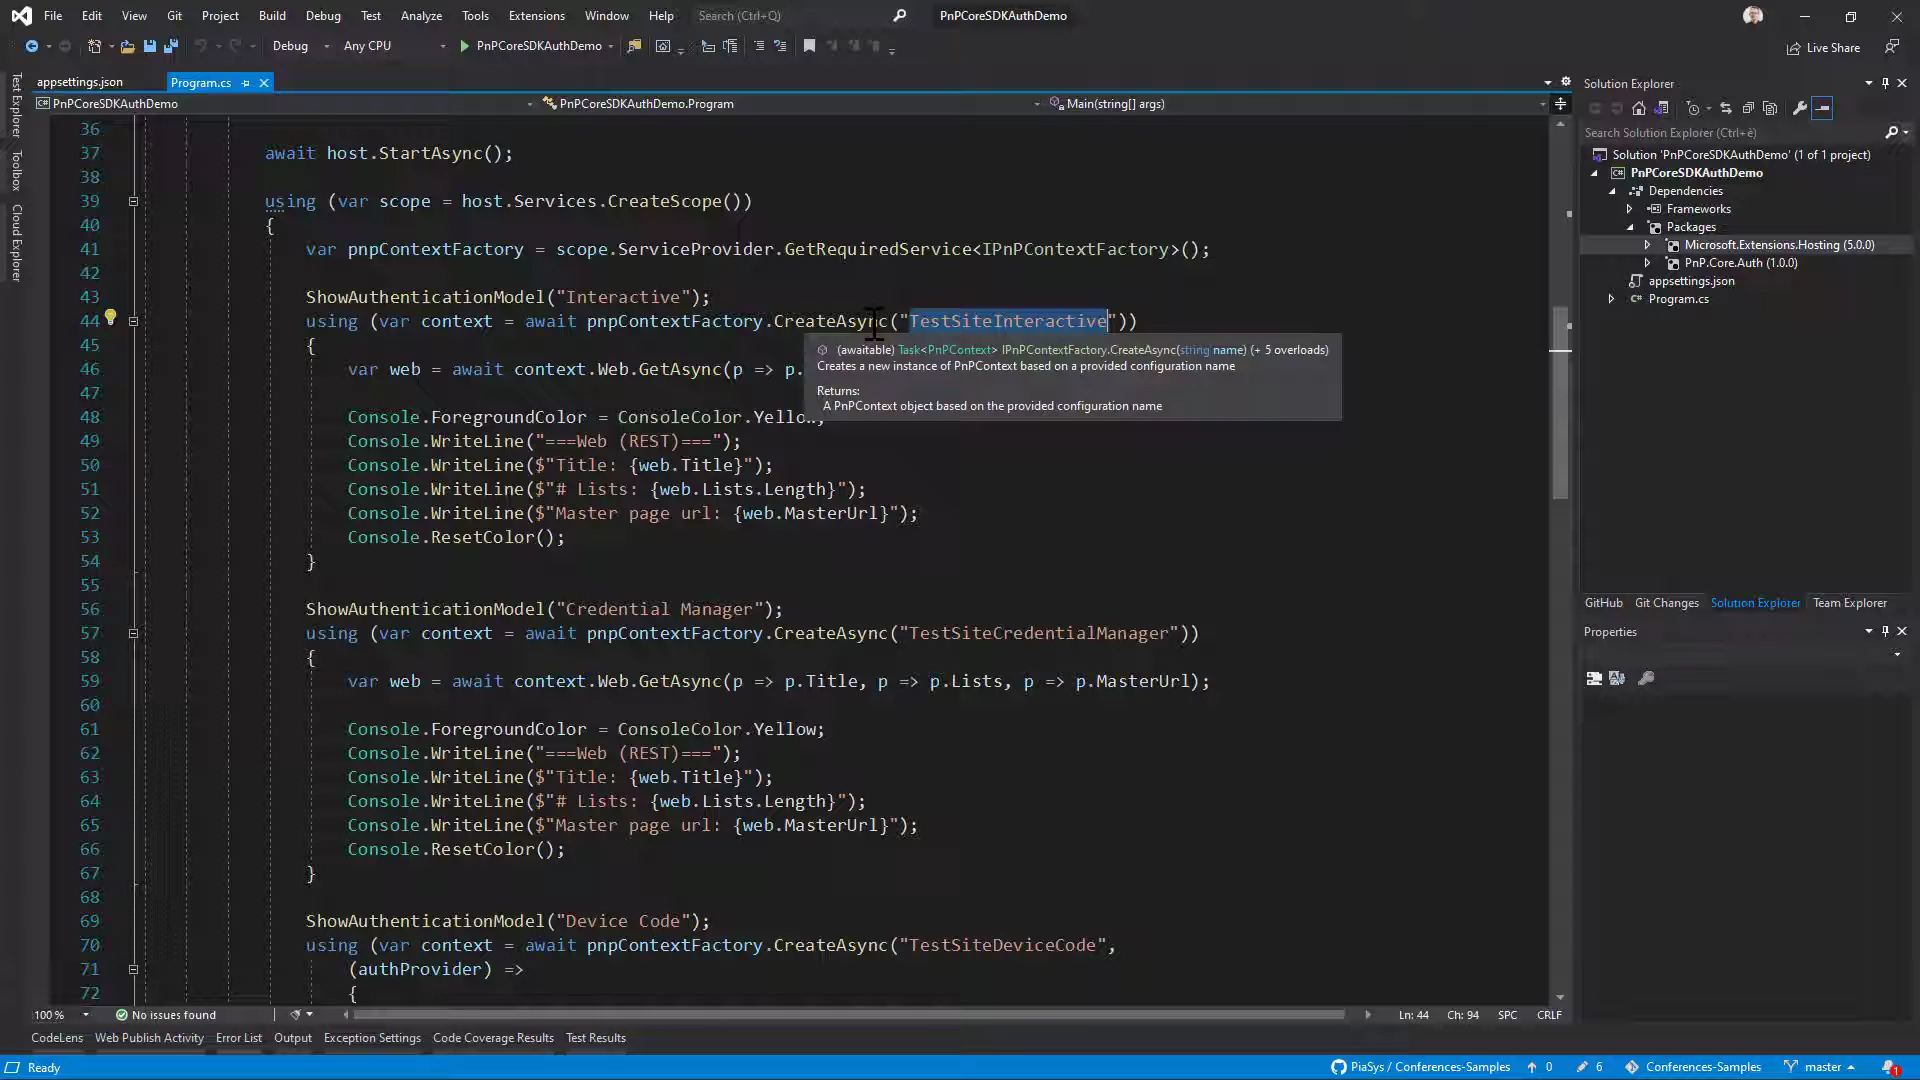 File Edit View Git Project Build Debug Test Analyze Tools Extensions Window Help Search (Ctrl+Q) PnPCoreSDKAuthDemo
Debug Any CPU PnPCoreSDKAuthDemo Live Share
Test Explorer
Toolbox
Cloud Explorer
appsettings.json Program.cs
PnPCoreSDKAuthDemo PnPCoreSDKAuthDemo.Program Main(string[] args)
36
37 await host.StartAsync();
38
39 using (var scope = host.Services.CreateScope())
40 {
41 var pnpContextFactory = scope.ServiceProvider.GetRequiredService<IPnPContextFactory>();
42
43 ShowAuthenticationModel("Interactive");
44 using (var context = await pnpContextFactory.CreateAsync("TestSiteInteractive"))
45 {
(awaitable) Task<PnPContext> IPnPContextFactory.CreateAsync(string name) (+ 5 overloads)
Creates a new instance of PnPContext based on a provided configuration name
Returns:
A PnPContext object based on the provided configuration name
46 var web = await context.Web.GetAsync(p => p.
47
48 Console.ForegroundColor = ConsoleColor.Yellow;
49 Console.WriteLine("===Web (REST)===");
50 Console.WriteLine($"Title: {web.Title}");
51 Console.WriteLine($"# Lists: {web.Lists.Length}");
52 Console.WriteLine($"Master page url: {web.MasterUrl}");
53 Console.ResetColor();
54 }
55
56 ShowAuthenticationModel("Credential Manager");
57 using (var context = await pnpContextFactory.CreateAsync("TestSiteCredentialManager"))
58 {
59 var web = await context.Web.GetAsync(p => p.Title, p => p.Lists, p => p.MasterUrl);
60
61 Console.ForegroundColor = ConsoleColor.Yellow;
62 Console.WriteLine("===Web (REST)===");
63 Console.WriteLine($"Title: {web.Title}");
64 Console.WriteLine($"# Lists: {web.Lists.Length}");
65 Console.WriteLine($"Master page url: {web.MasterUrl}");
66 Console.ResetColor();
67 }
68
69 ShowAuthenticationModel("Device Code");
70 using (var context = await pnpContextFactory.CreateAsync("TestSiteDeviceCode",
71 (authProvider) =>
72 {
100 % No issues found Ln: 44 Ch: 94 SPC CRLF
Solution Explorer
Search Solution Explorer (Ctrl+è)
Solution 'PnPCoreSDKAuthDemo' (1 of 1 project)
PnPCoreSDKAuthDemo
Dependencies
Frameworks
Packages
Microsoft.Extensions.Hosting (5.0.0)
PnP.Core.Auth (1.0.0)
appsettings.json
Program.cs
GitHub Git Changes Solution Explorer Team Explorer
Properties
CodeLens Web Publish Activity Error List Output Exception Settings Code Coverage Results Test Results
Ready PiaSys / Conferences-Samples 0 6 Conferences-Samples master 1